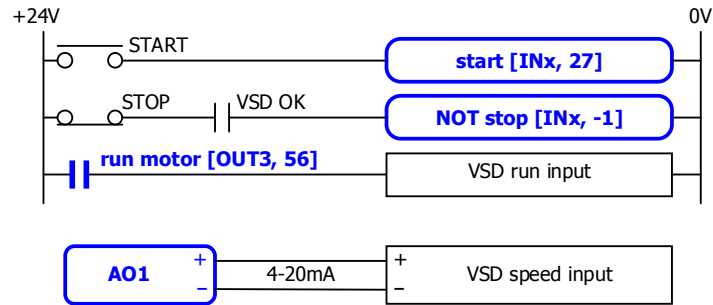 +24V 0V
START
start [INx, 27]
STOP VSD OK
NOT stop [INx, -1]
run motor [OUT3, 56]
VSD run input
AO1 + − 4-20mA + − VSD speed input